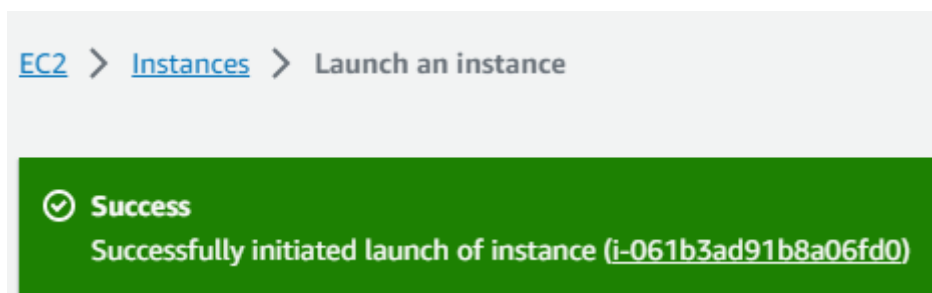 EC2 > Instances > Launch an instance
Success
Successfully initiated launch of instance (i-061b3ad91b8a06fd0)